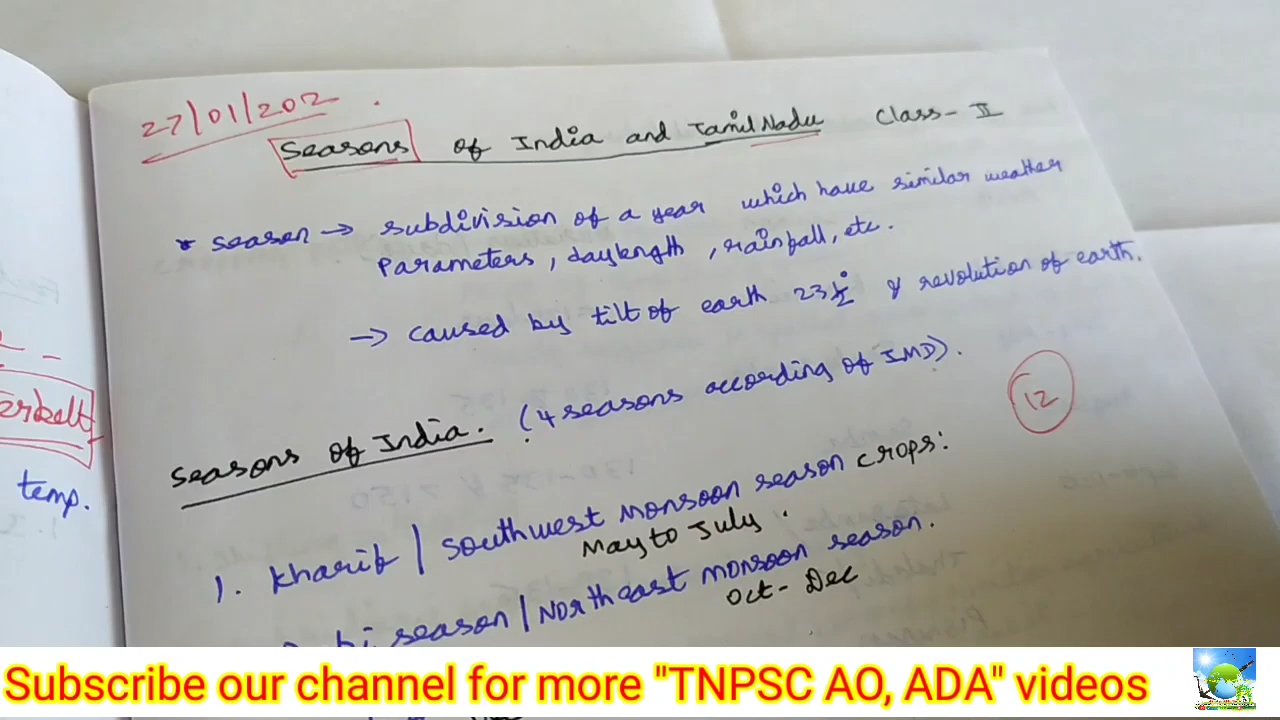 27/01/202
Seasons of India and Tamil Nadu Class - II
* season → subdivision of a year which have similar weather
parameters, daylength, rainfall, etc.
→ caused by tilt of earth 23½° & revolution of earth.
12
Seasons of India. (4 seasons according of IMD).
1. Kharif / Southwest monsoon season crops:
May to July.
season / North east monsoon season.
Oct - Dec
temp.
Subscribe our channel for more "TNPSC AO, ADA" videos